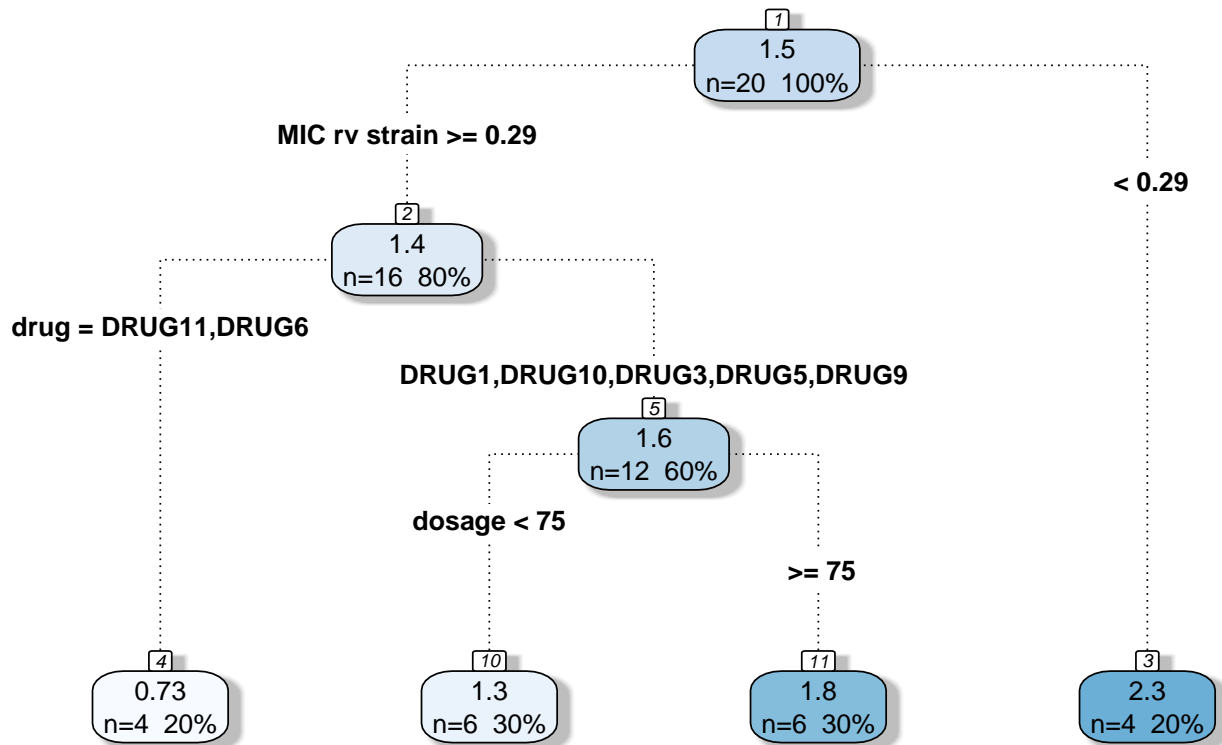 1
1.5
n=20 100%
MIC rv strain >= 0.29
< 0.29
2
1.4
n=16 80%
drug = DRUG11,DRUG6
DRUG1,DRUG10,DRUG3,DRUG5,DRUG9
5
1.6
n=12 60%
dosage < 75
>= 75
4
0.73
n=4 20%
10
1.3
n=6 30%
11
1.8
n=6 30%
3
2.3
n=4 20%